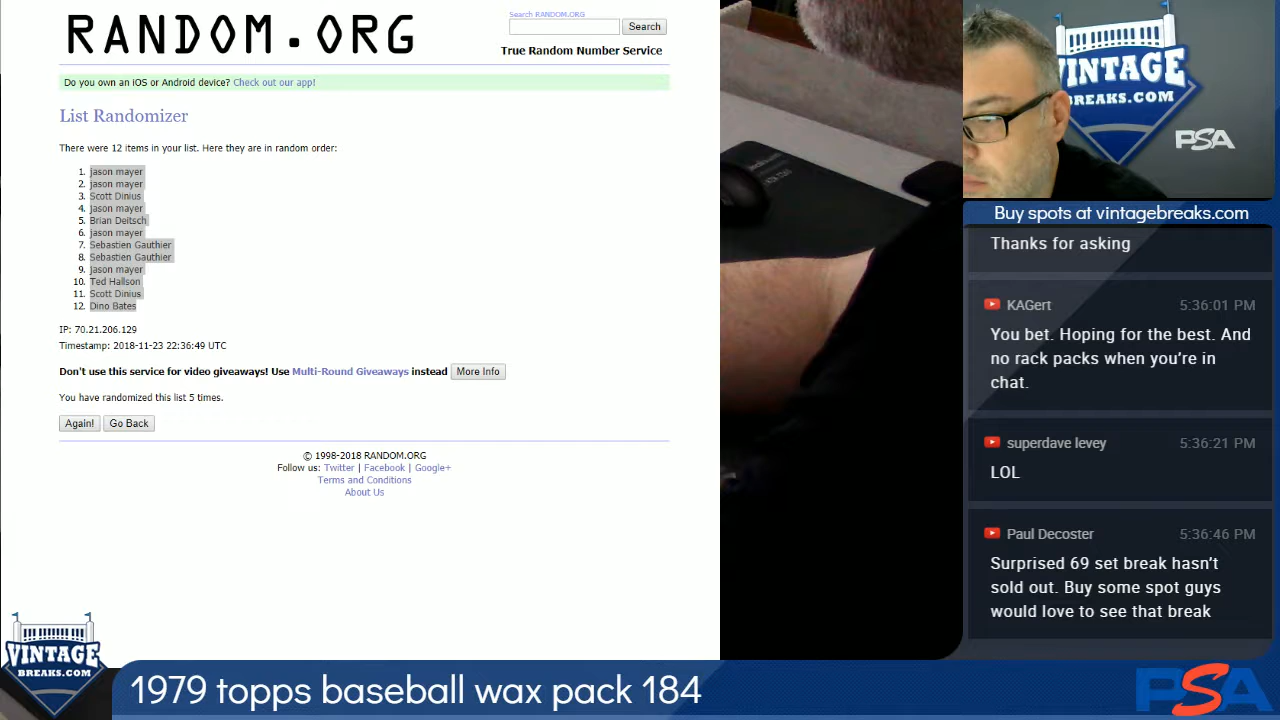 RANDOM.ORG
Search RANDOM.ORG
Search
True Random Number Service
Do you own an iOS or Android device? Check out our app!
List Randomizer
There were 12 items in your list. Here they are in random order:
1. jason mayer
2. jason mayer
3. Scott Dinius
4. jason mayer
5. Brian Deitsch
6. jason mayer
7. Sebastien Gauthier
8. Sebastien Gauthier
9. jason mayer
10. Ted Hallson
11. Scott Dinius
12. Dino Bates
IP: 70.21.206.129
Timestamp: 2018-11-23 22:36:49 UTC
Don't use this service for video giveaways! Use Multi-Round Giveaways instead More Info
You have randomized this list 5 times.
Again! Go Back
© 1998-2018 RANDOM.ORG
Follow us: Twitter | Facebook | Google+
Terms and Conditions
About Us
VINTAGE
BREAKS.COM
PSA
Buy spots at vintagebreaks.com
Thanks for asking
KAGert 5:36:01 PM
You bet. Hoping for the best. And
no rack packs when you're in
chat.
superdave levey 5:36:21 PM
LOL
Paul Decoster 5:36:46 PM
Surprised 69 set break hasn't
sold out. Buy some spot guys
would love to see that break
VINTAGE
BREAKS.COM
1979 topps baseball wax pack 184
PSA